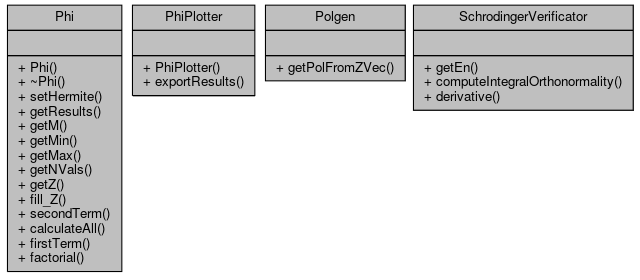 Phi
+ Phi()
+ ~Phi()
+ setHermite()
+ getResults()
+ getM()
+ getMin()
+ getMax()
+ getNVals()
+ getZ()
+ fill_Z()
+ secondTerm()
+ calculateAll()
+ firstTerm()
+ factorial()
PhiPlotter
+ PhiPlotter()
+ exportResults()
Polgen
+ getPolFromZVec()
SchrodingerVerificator
+ getEn()
+ computeIntegralOrthonormality()
+ derivative()